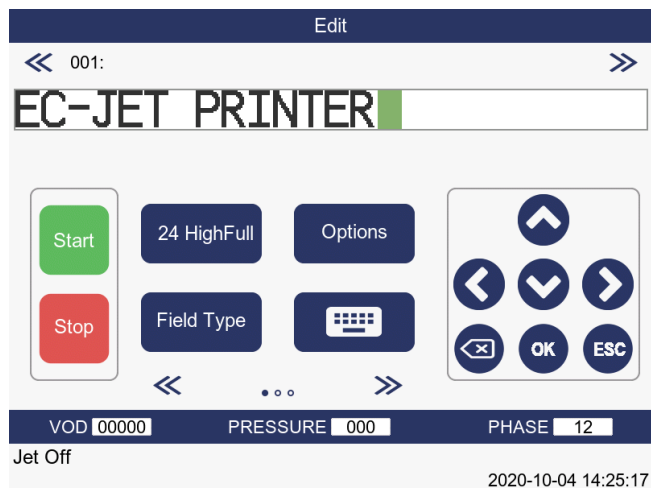 Edit
001:
EC-JET PRINTER
Start
24 HighFull
Options
Stop
Field Type
OK
ESC
VOD 00000 PRESSURE 000 PHASE 12
Jet Off
2020-10-04 14:25:17